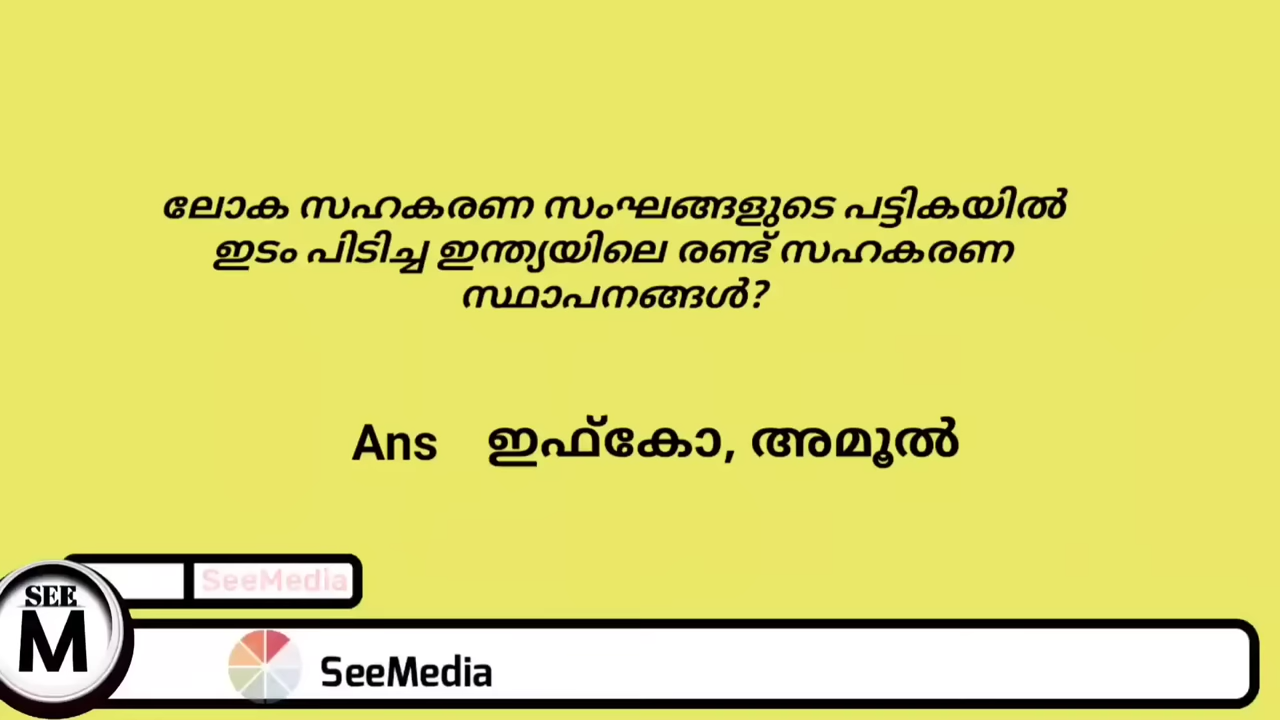 ലോക സഹകരണ സംഘങ്ങളുടെ പട്ടികയിൽ
ഇടം പിടിച്ച ഇന്ത്യയിലെ രണ്ട് സഹകരണ
സ്ഥാപനങ്ങൾ?
Ans ഇഫ്കോ, അമൂൽ
SeeMedia
SEE
M
SeeMedia